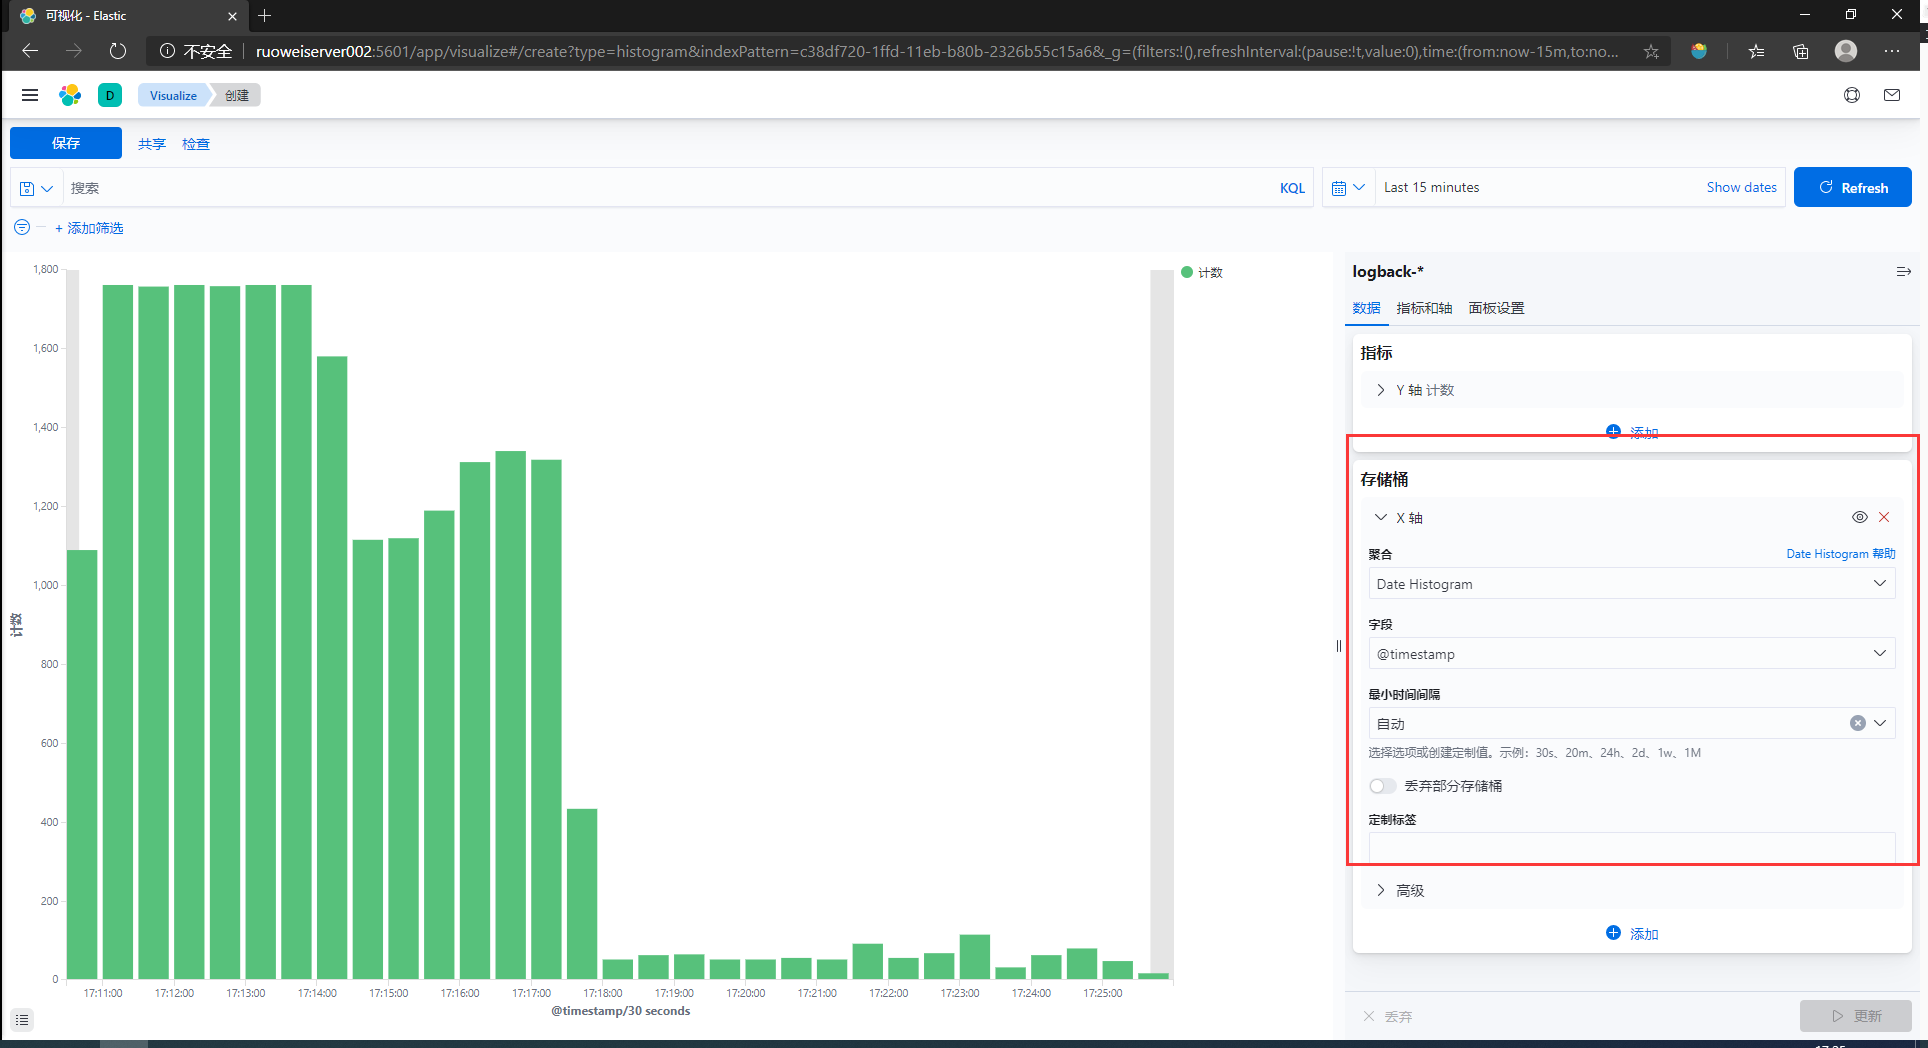 可视化 - Elastic
不安全
ruoweiserver002:5601/app/visualize#/create?type=histogram&indexPattern=c38df720-1ffd-11eb-b80b-2326b55c15a6&_g=(filters:!(),refreshInterval:(pause:!t,value:0),time:(from:now-15m,to:no...
D
Visualize
创建
保存
共享
检查
搜索
KQL
Last 15 minutes
Show dates
Refresh
+ 添加筛选
1,800
1,600
1,400
1,200
1,000
800
600
400
200
0
计数
17:11:00
17:12:00
17:13:00
17:14:00
17:15:00
17:16:00
17:17:00
17:18:00
17:19:00
17:20:00
17:21:00
17:22:00
17:23:00
17:24:00
17:25:00
@timestamp/30 seconds
计数
logback-*
数据
指标和轴
面板设置
指标
Y 轴 计数
添加
存储桶
X 轴
聚合
Date Histogram 帮助
Date Histogram
字段
@timestamp
最小时间间隔
自动
选择选项或创建定制值。示例：30s、20m、24h、2d、1w、1M
丢弃部分存储桶
定制标签
高级
添加
丢弃
更新